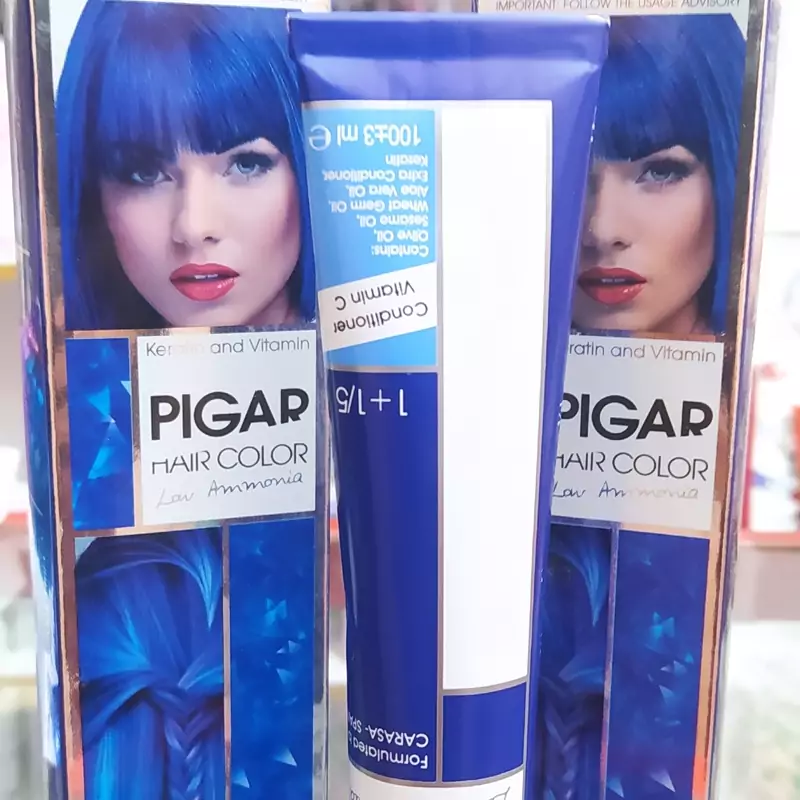 IMPORTANT: FOLLOW THE USAGE ADVISORY
Keratin and Vitamin
PIGAR
HAIR COLOR
Low Ammonia
100±3 ml e
Contains:
Olive Oil,
Sesame Oil,
Wheat Germ Oil,
Aloe Vera Oil,
Extra Conditioner,
Keratin
Conditioner
Vitamin C
1+1/5
Formulated
CARASA- SPA
ratin and Vitamin
PIGAR
HAIR COLOR
Low Ammonia